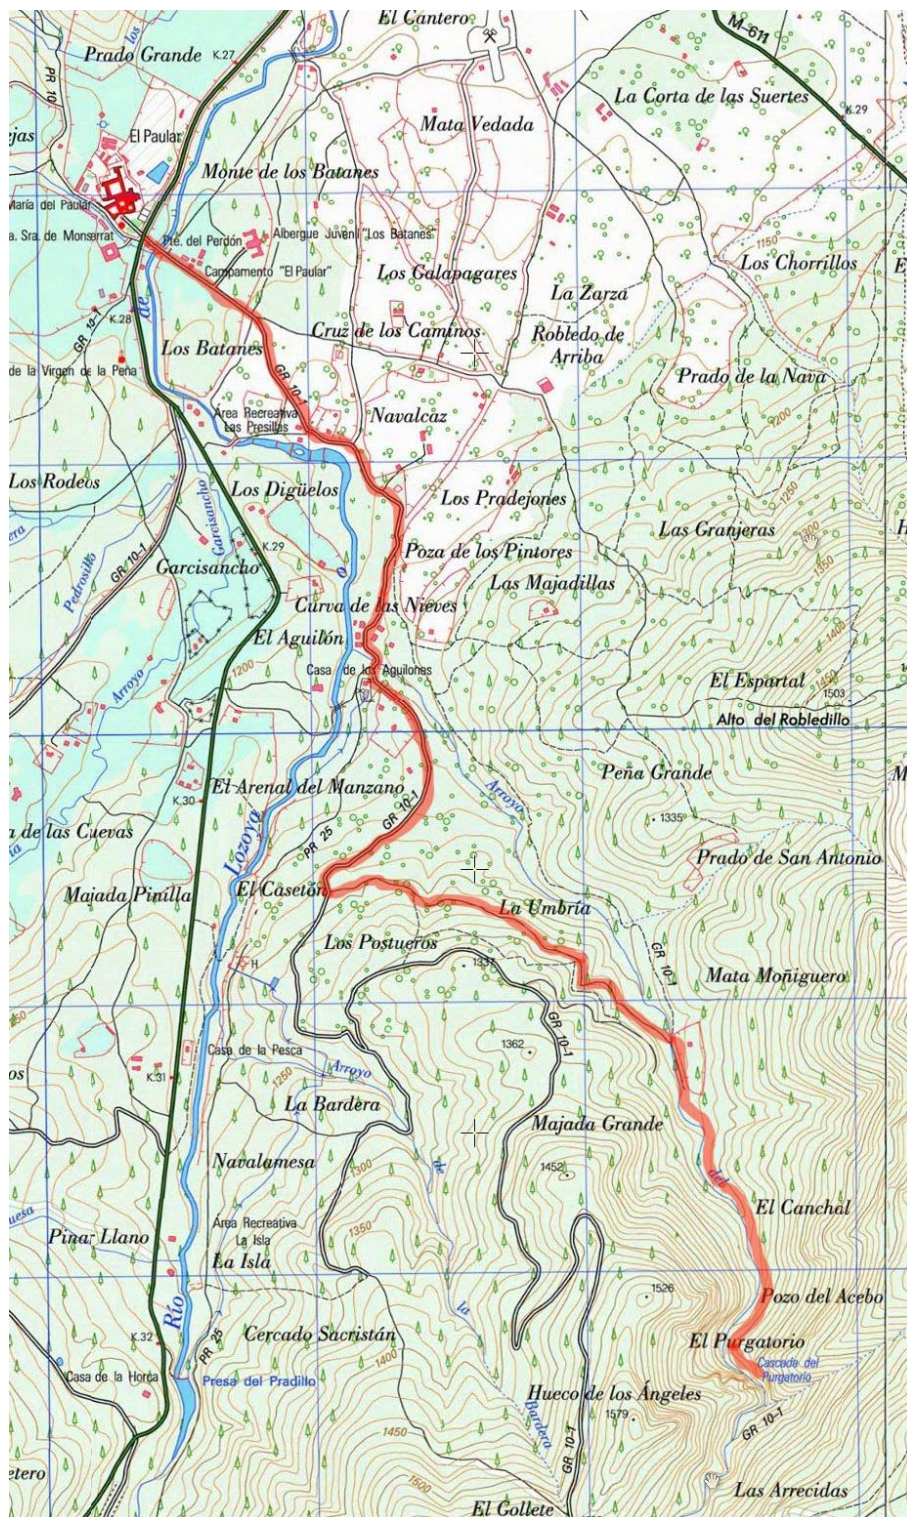 El Cantero
los
Prado Grande
K.27
M-611
PR 10
La Corta de las Suertes
K.29
Mata Vedada
ejas
El Paular
Monte de los Batanes
María del Paular
a. Sra. de Monserrat
Pte. del Perdón
Albergue Juvenil "Los Batanes"
1150
Los Chorrillos
E
Campamento "El Paular"
Los Galapagares
La Zarza
de
K.28
GR 10-1
Cruz de los Caminos
Robledo de
Arriba
Los Batanes
de la Virgen de la Peña
GR 10-1
Prado de la Nava
Área Recreativa
Las Presillas
Navalcaz
1200
Los Rodeos
Los Digüelos
Los Pradejones
1250
Garcisancho
Las Granjeras
H
1300
era
K.29
Poza de los Pintores
GR 10-1
Garcisancho
1350
Pedrosillo
Las Majadillas
Curva de las Nieves
El Aguilón
1400
Casa de los Aguilones
1200
Arroyo
El Espartal
1450
1503
Alto del Robledillo
Peña Grande
M
El Arenal del Manzano
Arroyo
K.30
GR 10-1
1335
a de las Cuevas
PR 25
Lozoya
Prado de San Antonio
El Casetón
Majada Pinilla
La Umbría
Los Postueros
H
1337
GR 10-1
Mata Moñiguero
GR 10-1
Casa de la Pesca
1362
os
K.31
Arroyo
1250
La Bardera
Majada Grande
Navalamesa
1300
de
1452
del
El Canchal
Área Recreativa
La Isla
1350
uesa
Pinar Llano
La Isla
1526
Pozo del Acebo
Río
la
K.32
PR 25
Cercado Sacristán
El Purgatorio
1400
Cascada del
Purgatorio
Casa de la Horca
Presa del Pradillo
Hueco de los Ángeles
Bardera
1579
GR 10-1
1450
GR 10-1
etero
1500
Las Arrecidas
El Gollete